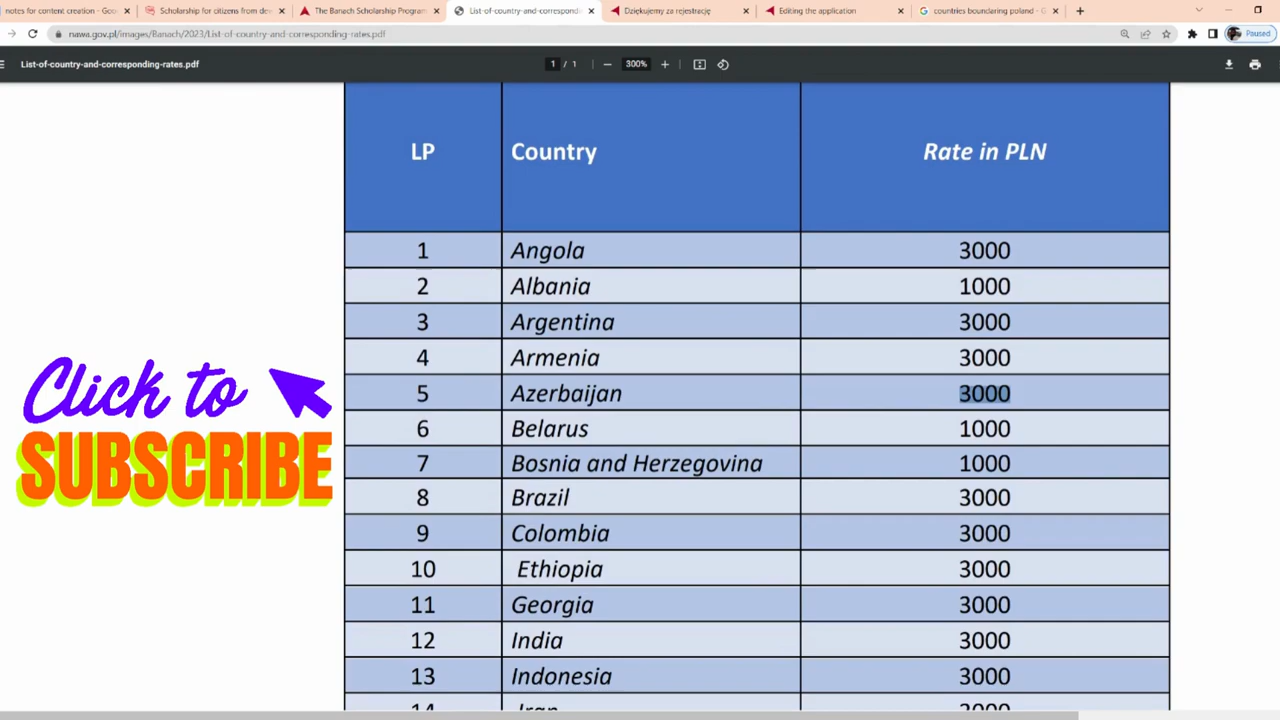 notes for content creation - Goo
Scholarship for citizens from dev
The Banach Scholarship Program
List-of-country-and-correspondin
Dziękujemy za rejestrację
Editing the application
countries boundaring poland - G
nawa.gov.pl/images/Banach/2023/List-of-country-and-corresponding-rates.pdf
Paused
List-of-country-and-corresponding-rates.pdf
1 / 1
300%
LP Country Rate in PLN
1 Angola 3000
2 Albania 1000
3 Argentina 3000
4 Armenia 3000
5 Azerbaijan 3000
6 Belarus 1000
7 Bosnia and Herzegovina 1000
8 Brazil 3000
9 Colombia 3000
10 Ethiopia 3000
11 Georgia 3000
12 India 3000
13 Indonesia 3000
14 Iran 3000
Click to
SUBSCRIBE